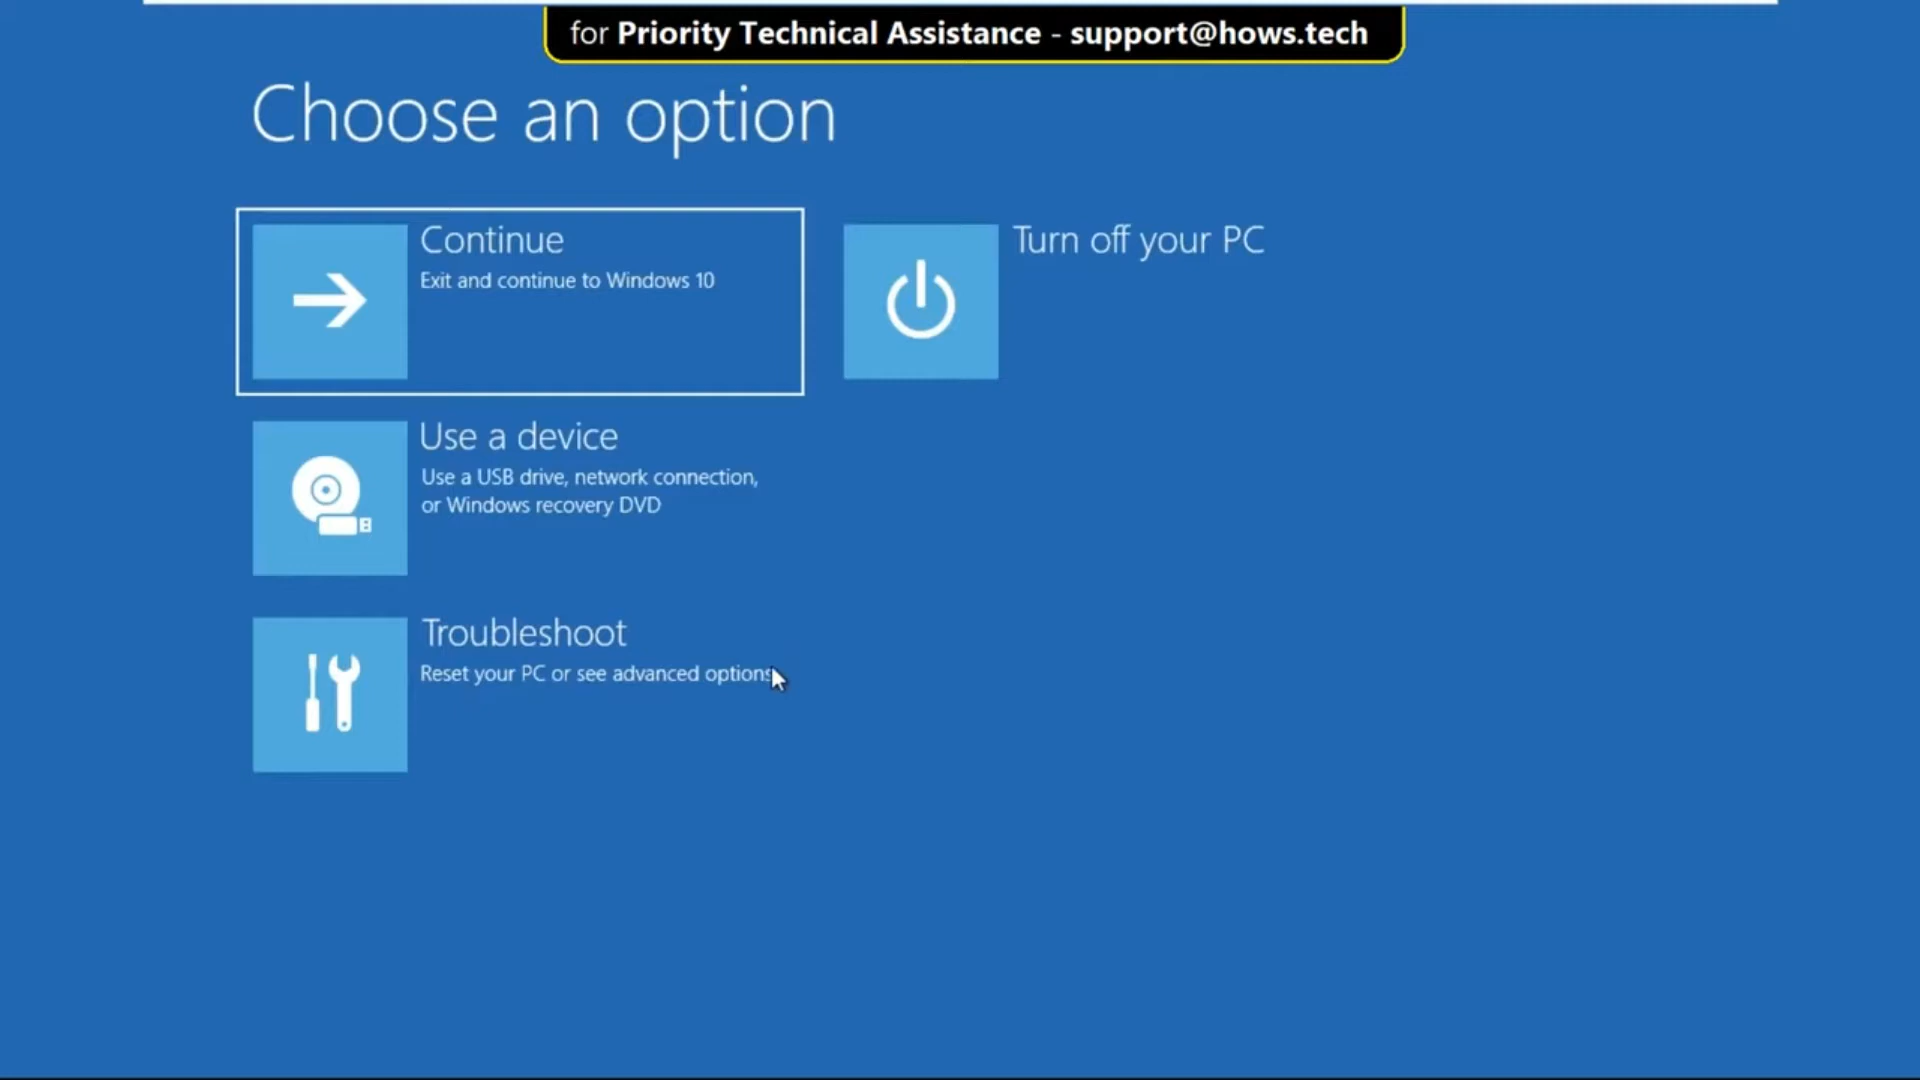 for Priority Technical Assistance - support@hows.tech
Choose an option
Continue
Exit and continue to Windows 10
Turn off your PC
Use a device
Use a USB drive, network connection,
or Windows recovery DVD
Troubleshoot
Reset your PC or see advanced options